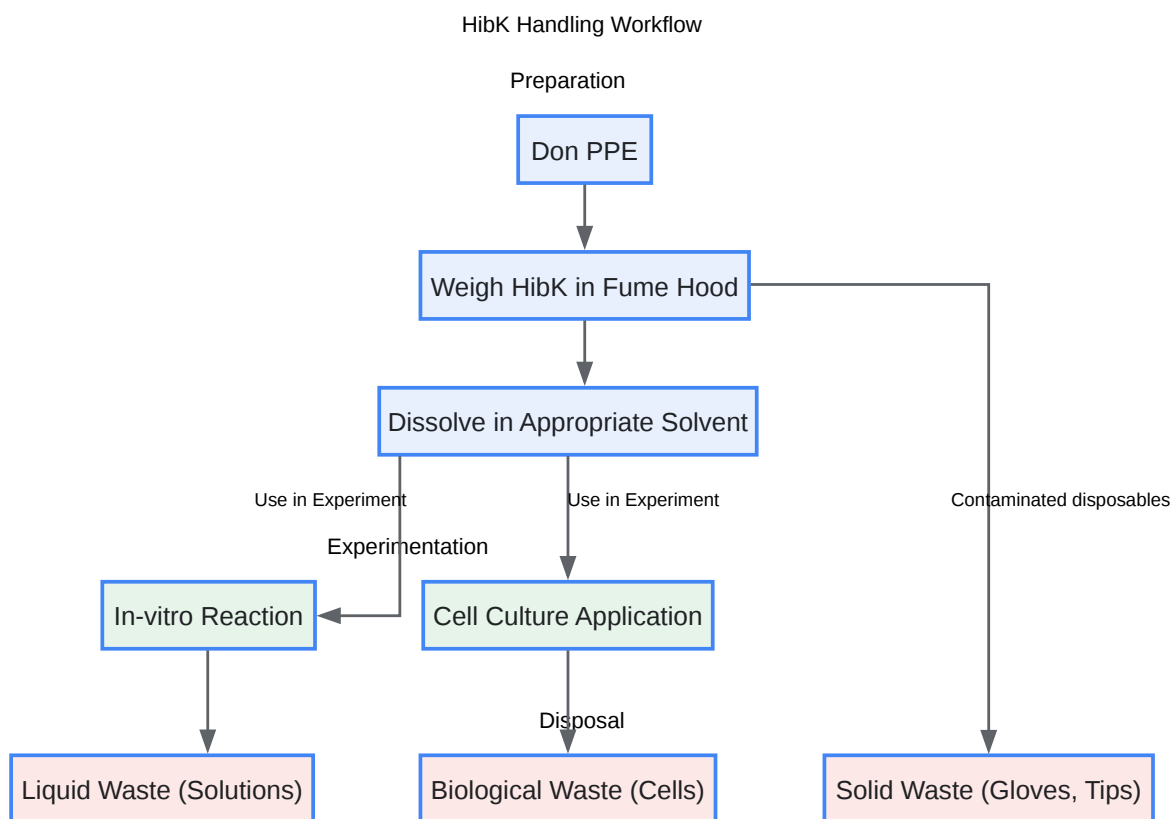 HibK Handling Workflow
Preparation
Don PPE
Weigh HibK in Fume Hood
Dissolve in Appropriate Solvent
Use in Experiment
Use in Experiment
Contaminated disposables
Experimentation
In-vitro Reaction
Cell Culture Application
Disposal
Liquid Waste (Solutions)
Biological Waste (Cells)
Solid Waste (Gloves, Tips)